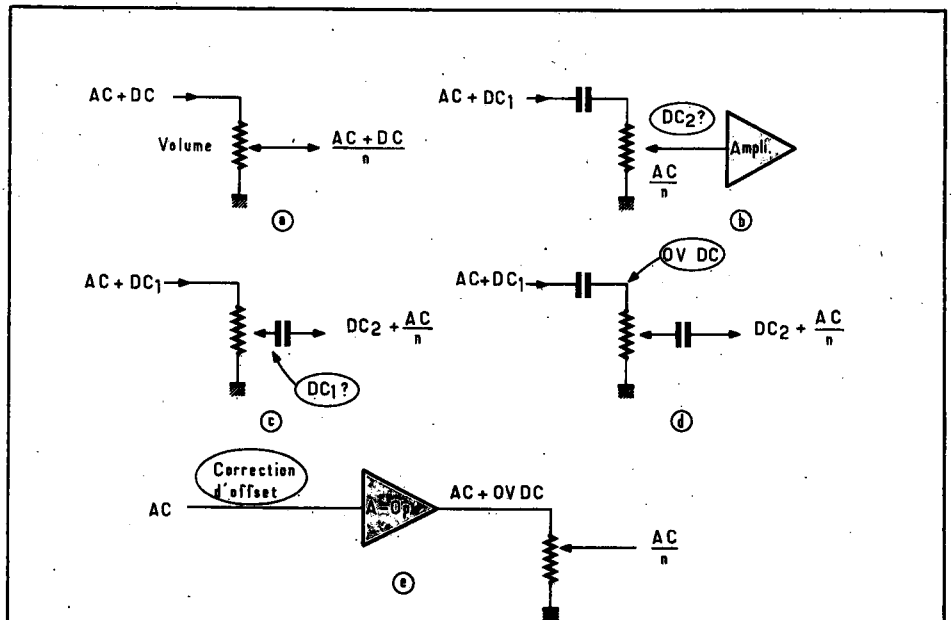 AC + DC
Volume
AC + DC
n
a
AC + DC1
DC2?
AC
n
Ampli.
b
AC + DC1
DC2 + AC
n
DC1?
c
AC+DC1
0V DC
DC2 + AC
n
d
Correction
d'offset
AC
AC + 0V DC
AC
n
e